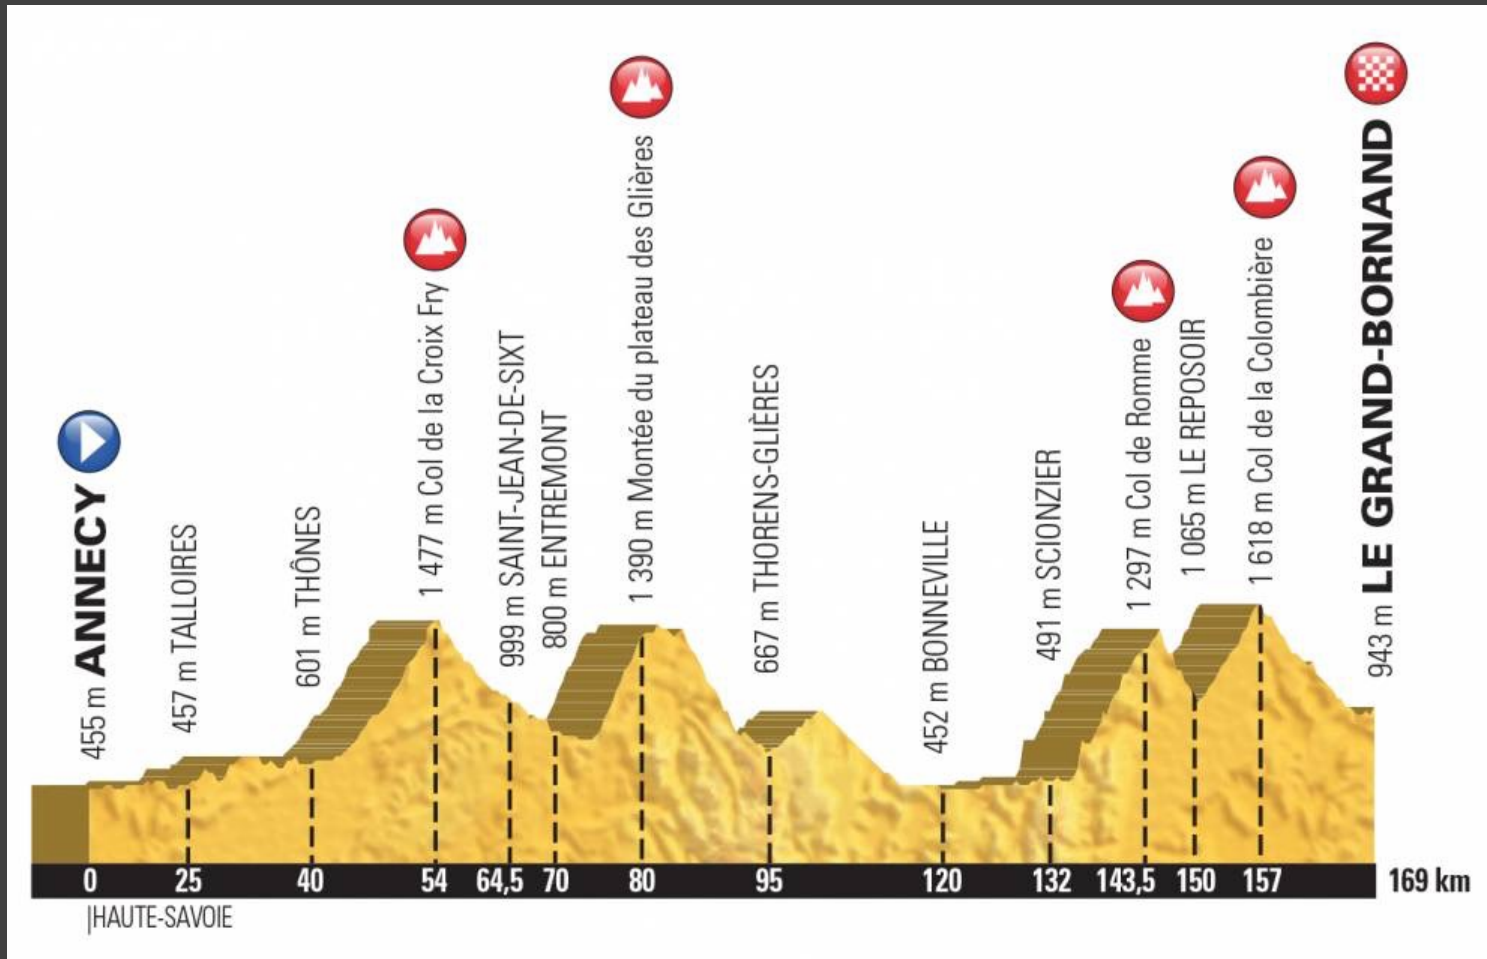 455 m ANNECY
457 m TALLOIRES
601 m THÔNES
1 477 m Col de la Croix Fry
999 m SAINT-JEAN-DE-SIXT
800 m ENTREMONT
1 390 m Montée du plateau des Glières
667 m THORENS-GLIÈRES
452 m BONNEVILLE
491 m SCIONZIER
1 297 m Col de Romme
1 065 m LE REPOSOIR
1 618 m Col de la Colombière
943 m LE GRAND-BORNAND
0 25 40 54 64,5 70 80 95 120 132 143,5 150 157 169 km
|HAUTE-SAVOIE